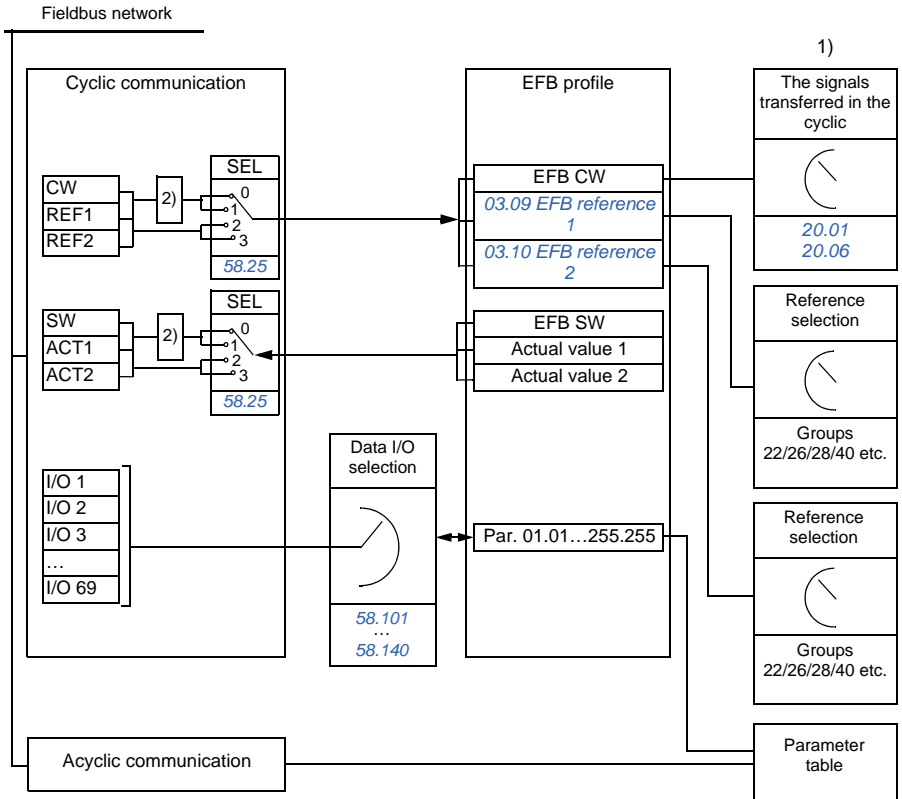 Fieldbus network
Cyclic communication
CW
REF1
REF2
2)
SEL
0
1
2
3
58.25
SW
ACT1
ACT2
2)
SEL
0
1
2
3
58.25
I/O 1
I/O 2
I/O 3
…
I/O 69
Data I/O
selection
58.101
…
58.140
EFB profile
EFB CW
03.09 EFB reference
1
03.10 EFB reference
2
EFB SW
Actual value 1
Actual value 2
Par. 01.01…255.255
1)
The signals
transferred in the
cyclic
20.01
20.06
Reference
selection
Groups
22/26/28/40 etc.
Reference
selection
Groups
22/26/28/40 etc.
Acyclic communication
Parameter
table